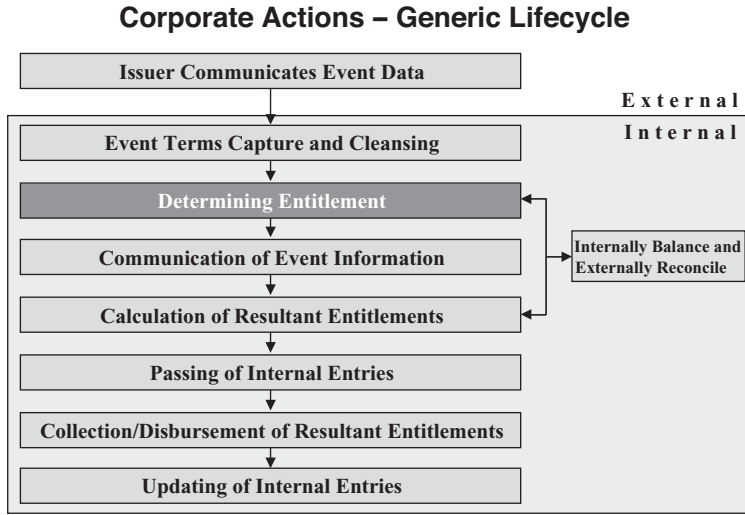 Corporate Actions – Generic Lifecycle
Issuer Communicates Event Data
External
Internal
Event Terms Capture and Cleansing
Determining Entitlement
Communication of Event Information
Internally Balance and
Externally Reconcile
Calculation of Resultant Entitlements
Passing of Internal Entries
Collection/Disbursement of Resultant Entitlements
Updating of Internal Entries